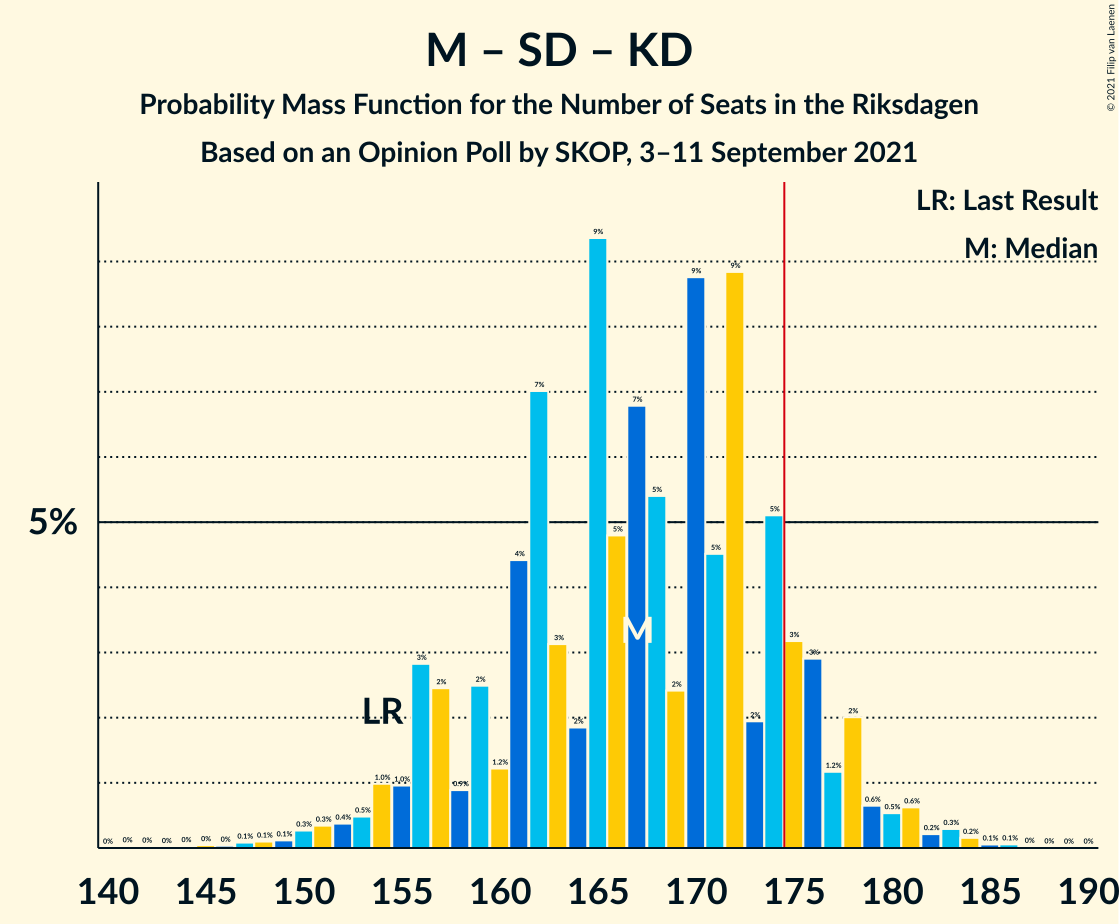 M – SD – KD
Probability Mass Function for the Number of Seats in the Riksdagen
Based on an Opinion Poll by SKOP, 3–11 September 2021
© 2021 Filip van Laenen
LR: Last Result
M: Median
5%
LR
M
0% 0% 0% 0% 0% 0% 0% 0.1% 0.1% 0.1% 0.3% 0.3% 0.4% 0.5% 1.0% 1.0% 3% 2% 0.9% 2% 1.2% 4% 7% 3% 2% 9% 5% 7% 5% 2% 9% 5% 9% 2% 5% 3% 3% 1.2% 2% 0.6% 0.5% 0.6% 0.2% 0.3% 0.2% 0.1% 0.1% 0% 0% 0% 0%
140 145 150 155 160 165 170 175 180 185 190